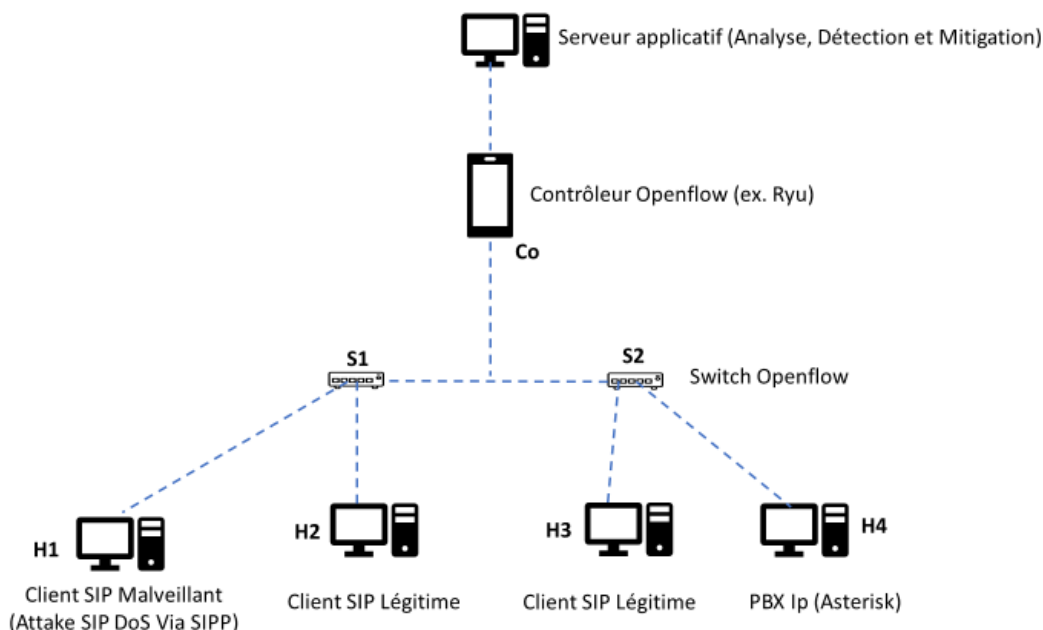 Serveur applicatif (Analyse, Détection et Mitigation)
Contrôleur Openflow (ex. Ryu)
Co
S1
S2
Switch Openflow
H1
H2
H3
H4
Client SIP Malveillant
(Attake SIP DoS Via SIPP)
Client SIP Légitime
Client SIP Légitime
PBX Ip (Asterisk)